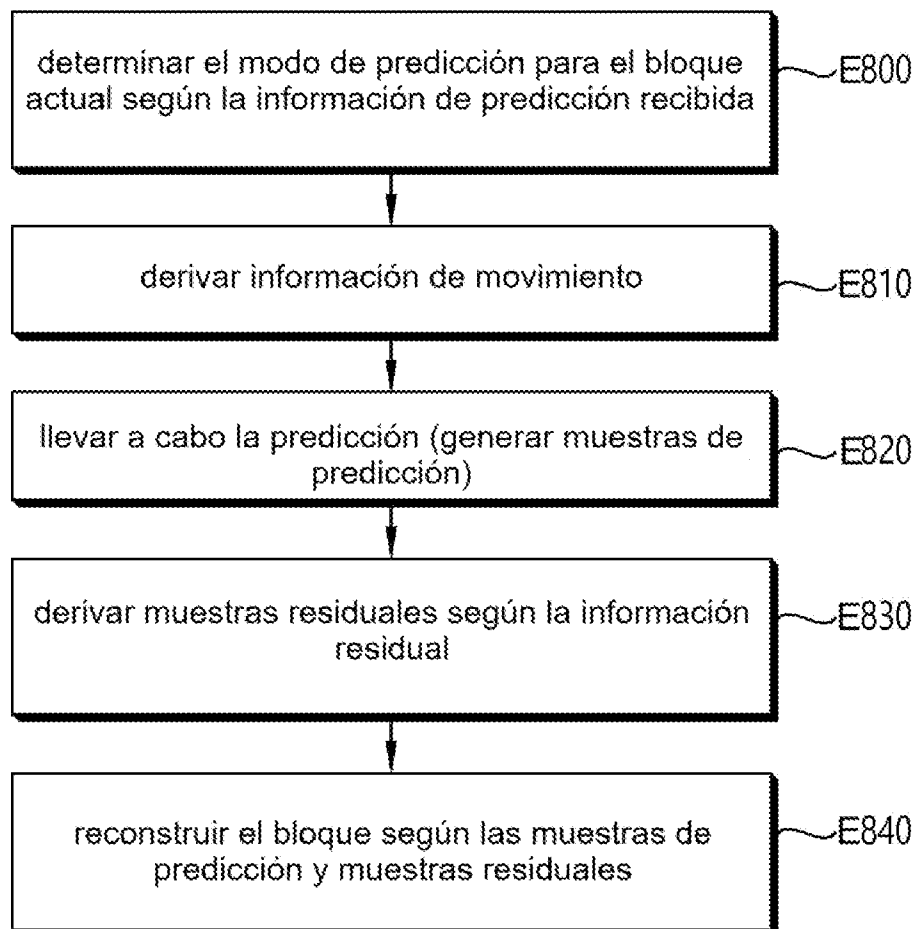 determinar el modo de predicción para el bloque
actual según la información de predicción recibida
E800
derivar información de movimiento
E810
llevar a cabo la predicción (generar muestras de
predicción)
E820
derivar muestras residuales según la información
residual
E830
reconstruir el bloque según las muestras de
predicción y muestras residuales
E840